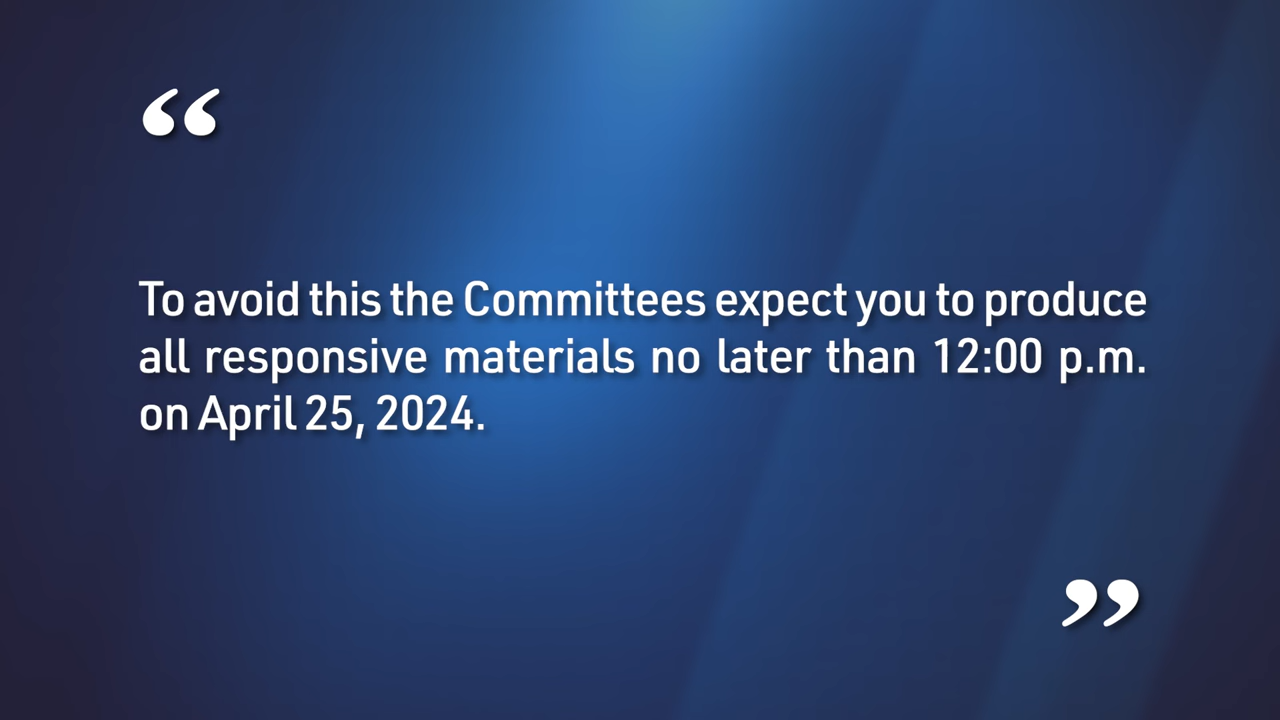 “
To avoid this the Committees expect you to produce
all responsive materials no later than 12:00 p.m.
on April 25, 2024.
”